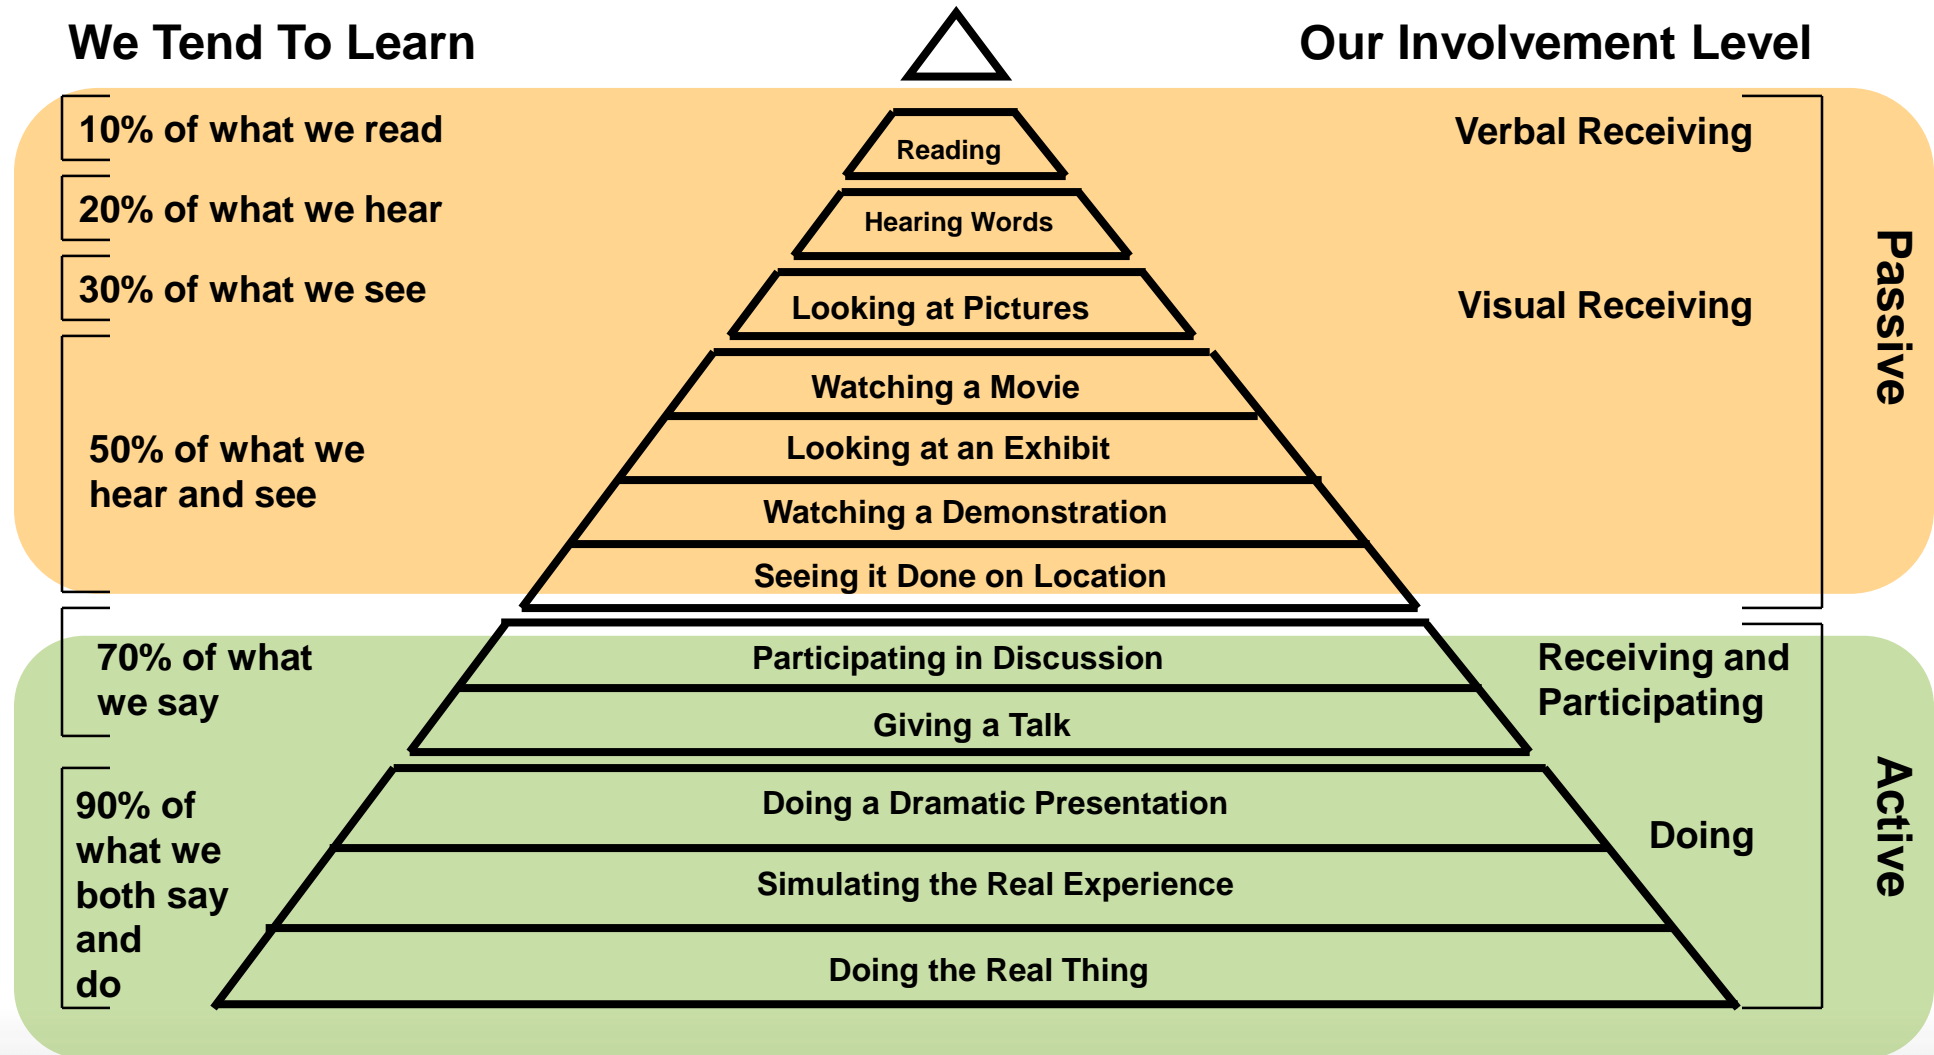 We Tend To Learn
Our Involvement Level
10% of what we read
Reading
Verbal Receiving
20% of what we hear
Hearing Words
30% of what we see
Looking at Pictures
Visual Receiving
Passive
50% of what we
hear and see
Watching a Movie
Looking at an Exhibit
Watching a Demonstration
Seeing it Done on Location
70% of what
we say
Participating in Discussion
Giving a Talk
Receiving and
Participating
90% of
what we
both say
and
do
Doing a Dramatic Presentation
Simulating the Real Experience
Doing the Real Thing
Doing
Active